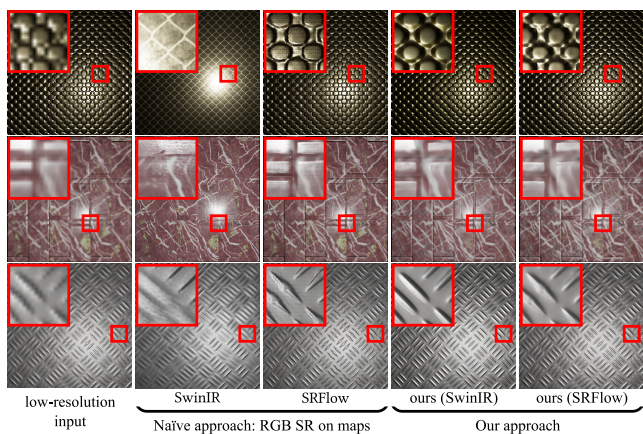 low-resolution
input
SwinIR
SRFlow
ours (SwinIR)
ours (SRFlow)
Naïve approach: RGB SR on maps
Our approach